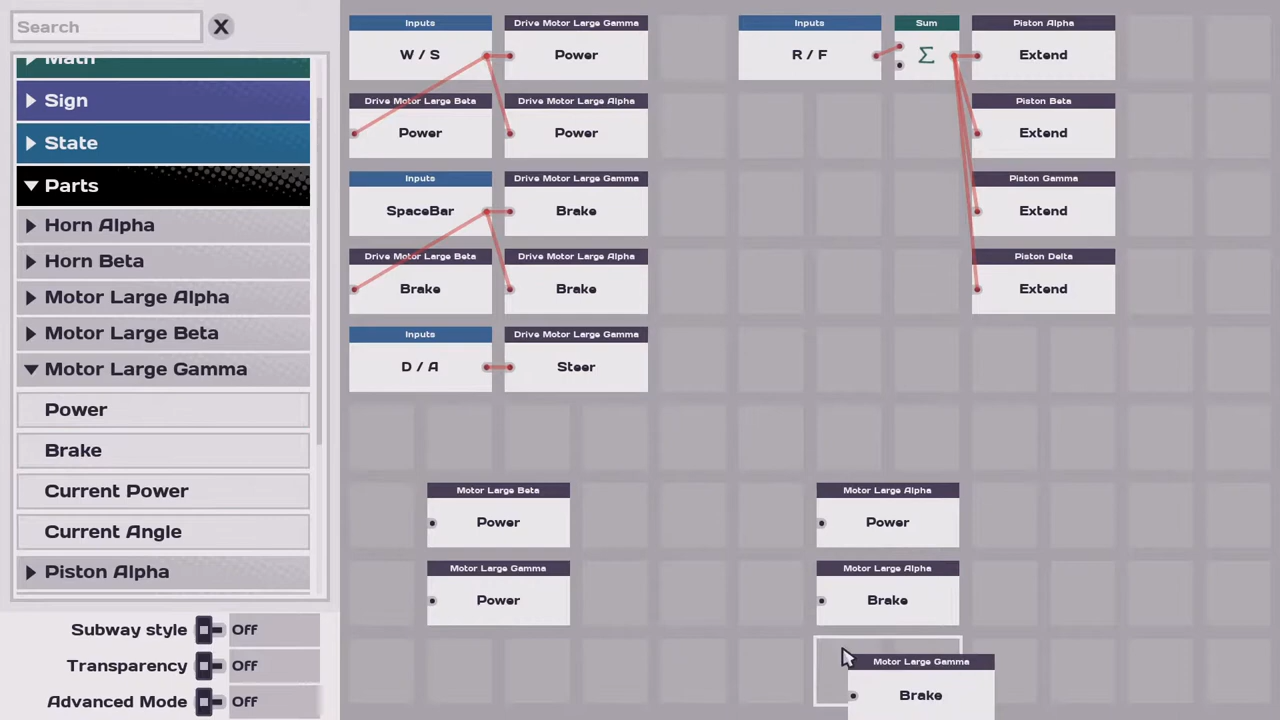 Search
X
Math
Sign
State
Parts
Horn Alpha
Horn Beta
Motor Large Alpha
Motor Large Beta
Motor Large Gamma
Power
Brake
Current Power
Current Angle
Piston Alpha
Subway style Off
Transparency Off
Advanced Mode Off
Inputs
W / S
Drive Motor Large Gamma
Power
Drive Motor Large Beta
Power
Drive Motor Large Alpha
Power
Inputs
SpaceBar
Drive Motor Large Gamma
Brake
Drive Motor Large Beta
Brake
Drive Motor Large Alpha
Brake
Inputs
D / A
Drive Motor Large Gamma
Steer
Inputs
R / F
Sum
Σ
Piston Alpha
Extend
Piston Beta
Extend
Piston Gamma
Extend
Piston Delta
Extend
Motor Large Beta
Power
Motor Large Gamma
Power
Motor Large Alpha
Power
Motor Large Alpha
Brake
Motor Large Gamma
Brake